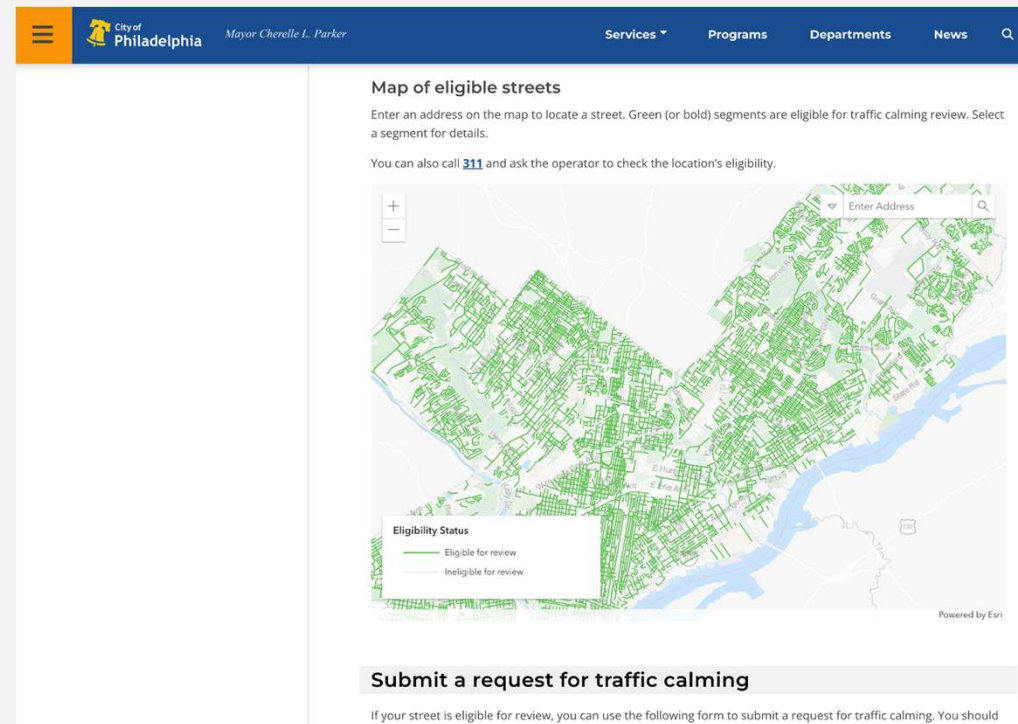 City of
Philadelphia
Mayor Cherelle L. Parker
Services
Programs
Departments
News
Map of eligible streets
Enter an address on the map to locate a street. Green (or bold) segments are eligible for traffic calming review. Select
a segment for details.
You can also call 311 and ask the operator to check the location's eligibility.
+
−
Enter Address
State Rd
E Hun
E Erie A
Eligibility Status
Eligible for review
Ineligible for review
Powered by Esri
Submit a request for traffic calming
If your street is eligible for review, you can use the following form to submit a request for traffic calming. You should